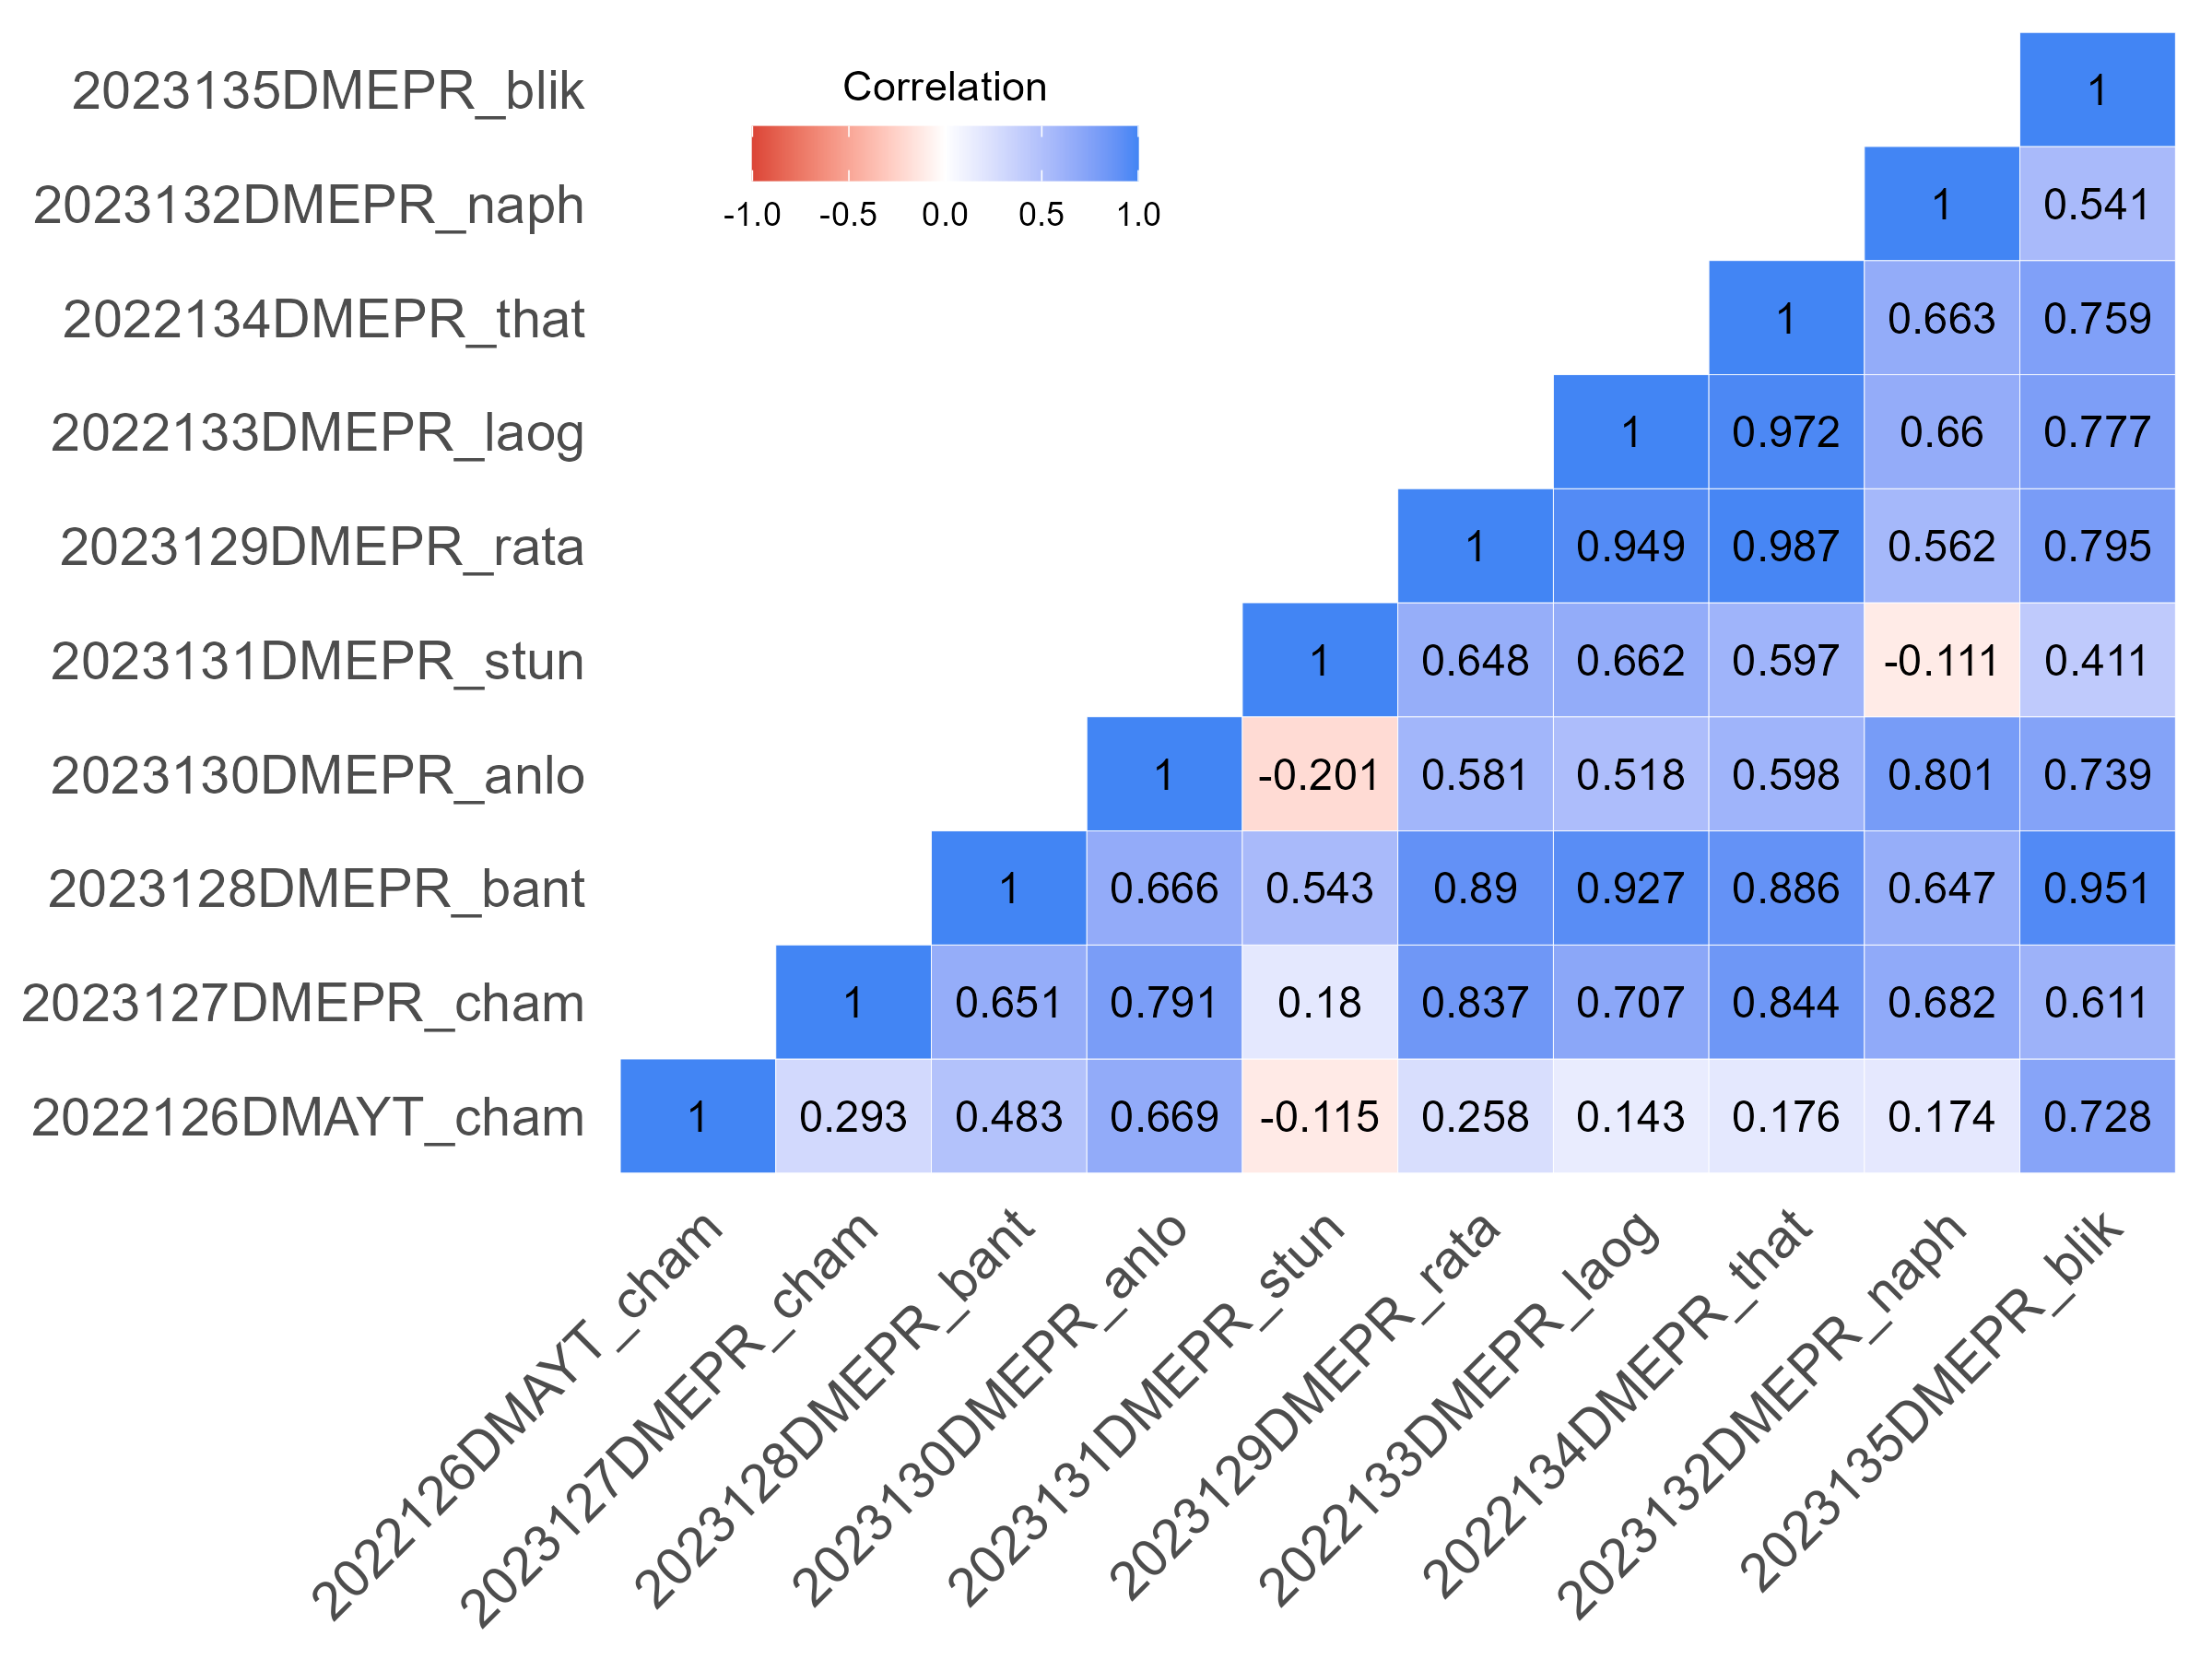 Correlation
-1.0 -0.5 0.0 0.5 1.0
2023135DMEPR_blik 1
2023132DMEPR_naph 1 0.541
2022134DMEPR_that 1 0.663 0.759
2022133DMEPR_laog 1 0.972 0.66 0.777
2023129DMEPR_rata 1 0.949 0.987 0.562 0.795
2023131DMEPR_stun 1 0.648 0.662 0.597 -0.111 0.411
2023130DMEPR_anlo 1 -0.201 0.581 0.518 0.598 0.801 0.739
2023128DMEPR_bant 1 0.666 0.543 0.89 0.927 0.886 0.647 0.951
2023127DMEPR_cham 1 0.651 0.791 0.18 0.837 0.707 0.844 0.682 0.611
2022126DMAYT_cham 1 0.293 0.483 0.669 -0.115 0.258 0.143 0.176 0.174 0.728
2022126DMAYT_cham
2023127DMEPR_cham
2023128DMEPR_bant
2023130DMEPR_anlo
2023131DMEPR_stun
2023129DMEPR_rata
2022133DMEPR_laog
2022134DMEPR_that
2023132DMEPR_naph
2023135DMEPR_blik